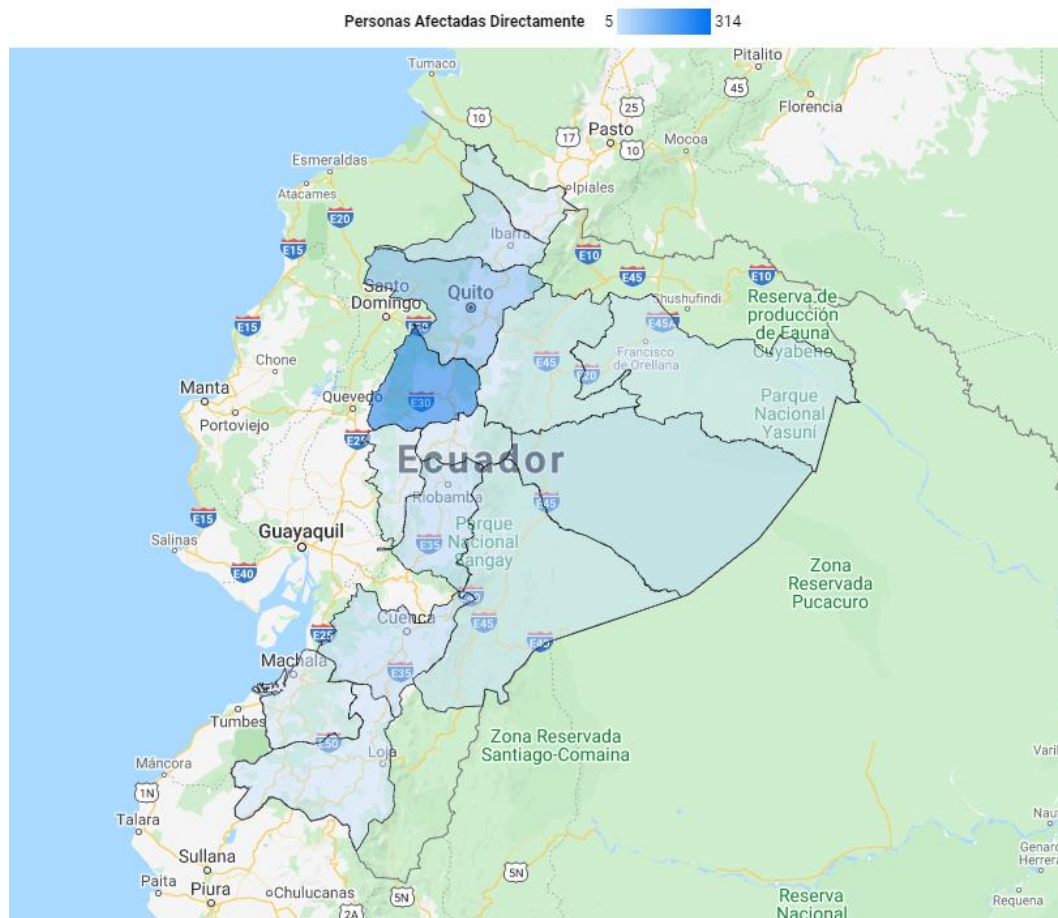 Personas Afectadas Directamente 5 314
Tumaco
Pitalito
45
25
Florencia
10
17
Pasto
10
Mocoa
Esmeraldas
Ipiales
Atacames
E20
Ibarra
E15
E10
E45
E10
Santo
Domingo
Quito
Shushufindi
Reserva de
producción
de Fauna
Cuyabeno
E15
E45A
Chone
E45
Francisco
de Orellana
E20
Manta
Quevedo
E30
Parque
Nacional
Yasuní
Portoviejo
E25
Ecuador
Riobamba
E45
E15
Parque
Nacional
Sangay
Salinas
Guayaquil
E35
E40
Zona
Reservada
Pucacuro
E25
Cuenca
E45
Machala
E35
Tumbes
E50
Loja
Zona Reservada
Santiago-Comaina
Máncora
1N
Talara
Sullana
5N
Paita
Piura
Chulucanas
5N
2A
Reserva
Nacional
Requena